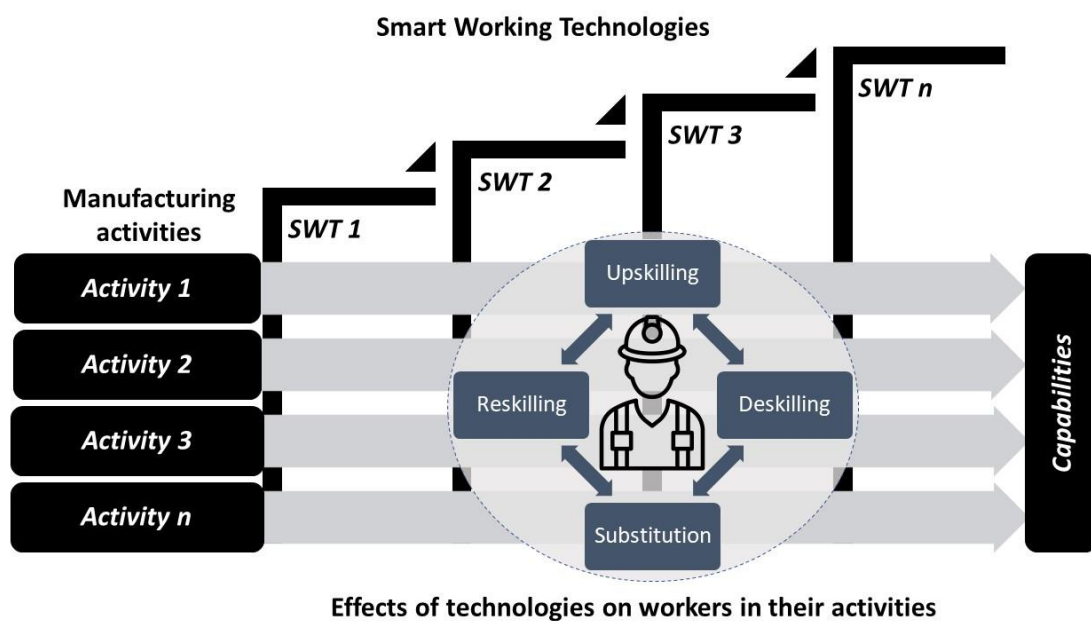 Smart Working Technologies
SWT n
SWT 3
SWT 2
SWT 1
Manufacturing
activities
Activity 1
Activity 2
Activity 3
Activity n
Upskilling
Reskilling
Deskilling
Substitution
Capabilities
Effects of technologies on workers in their activities